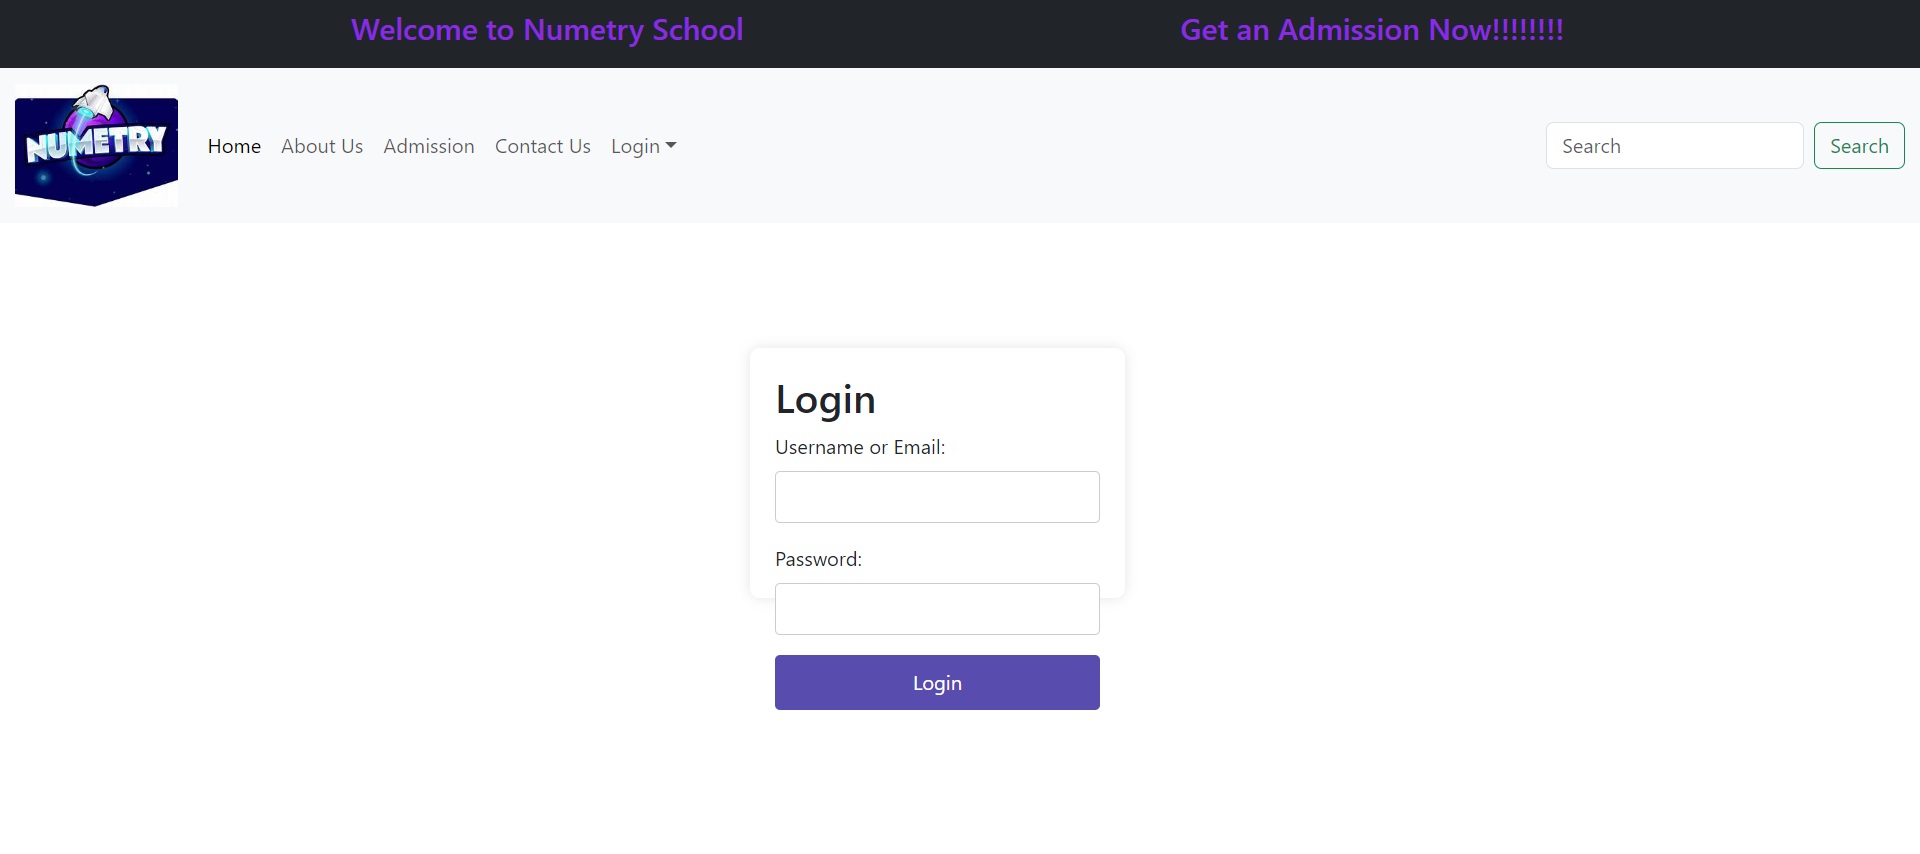 Welcome to Numetry School
Get an Admission Now!!!!!!!!
NUMETRY
Home
About Us
Admission
Contact Us
Login
Search
Search
Login
Username or Email:
Password:
Login